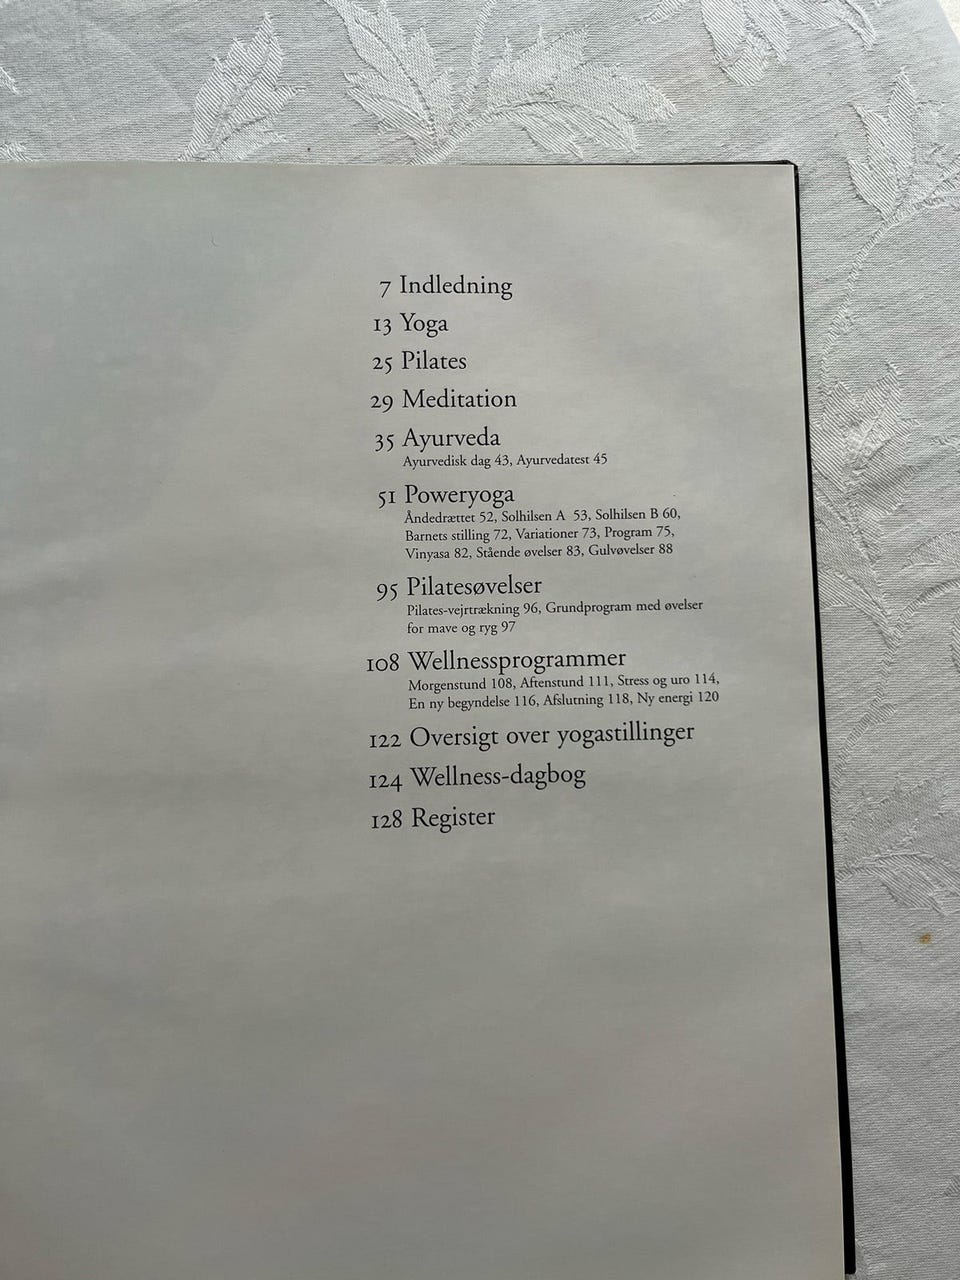 7 Indledning
13 Yoga
25 Pilates
29 Meditation
35 Ayurveda
Ayurvedisk dag 43, Ayurvedatest 45
51 Poweryoga
Åndedrættet 52, Solhilsen A 53, Solhilsen B 60,
Barnets stilling 72, Variationer 73, Program 75,
Vinyasa 82, Stående øvelser 83, Gulvøvelser 88
95 Pilatesøvelser
Pilates-vejrtrækning 96, Grundprogram med øvelser
for mave og ryg 97
108 Wellnessprogrammer
Morgenstund 108, Aftenstund 111, Stress og uro 114,
En ny begyndelse 116, Afslutning 118, Ny energi 120
122 Oversigt over yogastillinger
124 Wellness-dagbog
128 Register